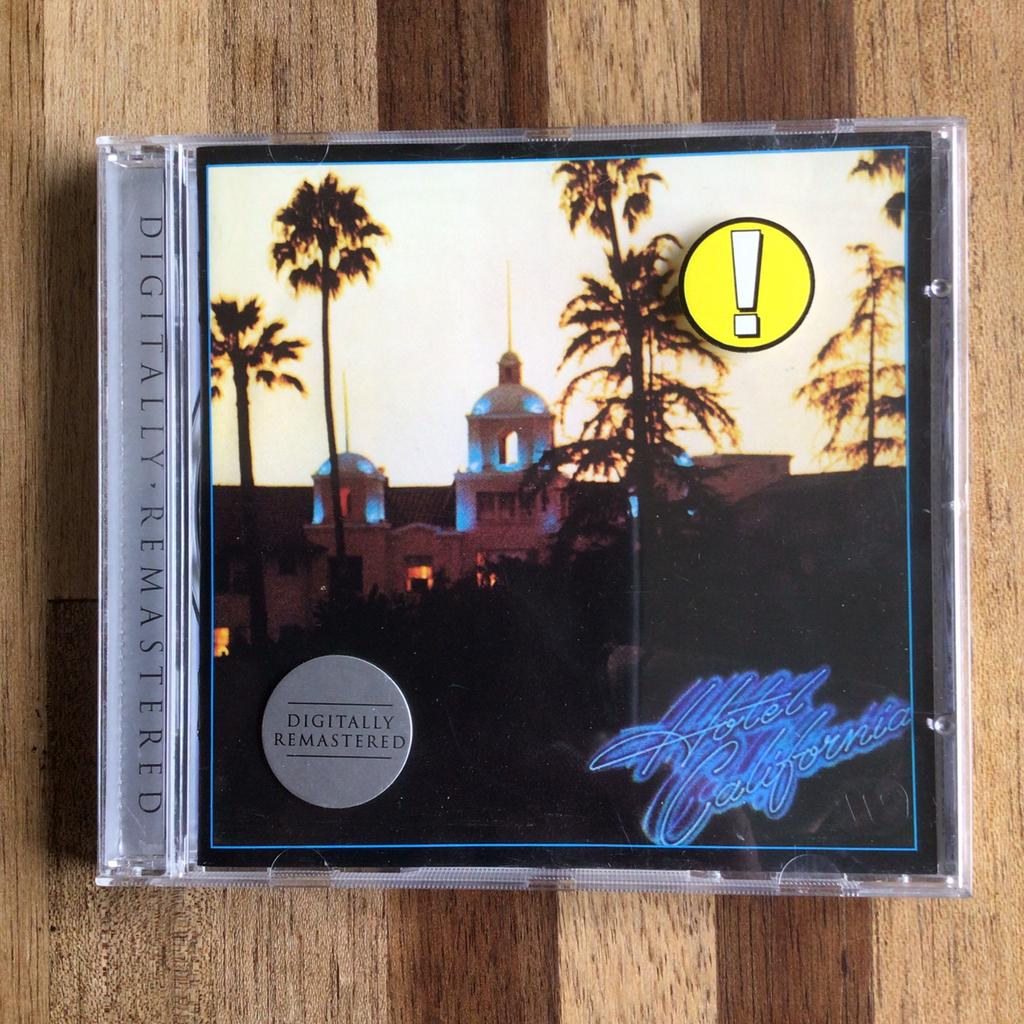 DIGITALLY • REMASTERED
!
DIGITALLY
REMASTERED
Hotel
California